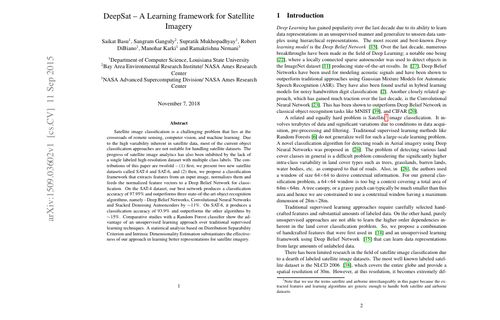 arXiv:1509.03602v1 [cs.CV] 11 Sep 2015
DeepSat – A Learning framework for Satellite
Imagery
Saikat Basu¹, Sangram Ganguly², Supratik Mukhopadhyay¹, Robert
DiBiano¹, Manohar Karki¹ and Ramakrishna Nemani³
¹Department of Computer Science, Louisiana State University
²Bay Area Environmental Research Institute/ NASA Ames Research
Center
³NASA Advanced Supercomputing Division/ NASA Ames Research
Center
November 7, 2018
Abstract
Satellite image classification is a challenging problem that lies at the
crossroads of remote sensing, computer vision, and machine learning. Due
to the high variability inherent in satellite data, most of the current object
classification approaches are not suitable for handling satellite datasets. The
progress of satellite image analytics has also been inhibited by the lack of
a single labeled high-resolution dataset with multiple class labels. The con-
tributions of this paper are twofold – (1) first, we present two new satellite
datasets called SAT-4 and SAT-6, and (2) then, we propose a classification
framework that extracts features from an input image, normalizes them and
feeds the normalized feature vectors to a Deep Belief Network for classifi-
cation. On the SAT-4 dataset, our best network produces a classification
accuracy of 97.95% and outperforms three state-of-the-art object recognition
algorithms, namely - Deep Belief Networks, Convolutional Neural Networks
and Stacked Denoising Autoencoders by ~11%. On SAT-6, it produces a
classification accuracy of 93.9% and outperforms the other algorithms by
~15%. Comparative studies with a Random Forest classifier show the ad-
vantage of an unsupervised learning approach over traditional supervised
learning techniques. A statistical analysis based on Distribution Separability
Criterion and Intrinsic Dimensionality Estimation substantiates the effective-
ness of our approach in learning better representations for satellite imagery.
1
1 Introduction
Deep Learning has gained popularity over the last decade due to its ability to learn
data representations in an unsupervised manner and generalize to unseen data sam-
ples using hierarchical representations. The most recent and best-known Deep
learning model is the Deep Belief Network [15]. Over the last decade, numerous
breakthroughs have been made in the field of Deep Learning; a notable one being
[22], where a locally connected sparse autoencoder was used to detect objects in
the ImageNet dataset [11] producing state-of-the-art results. In [27], Deep Belief
Networks have been used for modeling acoustic signals and have been shown to
outperform traditional approaches using Gaussian Mixture Models for Automatic
Speech Recognition (ASR). They have also been found useful in hybrid learning
models for noisy handwritten digit classification [2]. Another closely related ap-
proach, which has gained much traction over the last decade, is the Convolutional
Neural Network [23]. This has been shown to outperform Deep Belief Network in
classical object recognition tasks like MNIST [39], and CIFAR [20].
A related and equally hard problem is Satellite¹ image classification. It in-
volves terabytes of data and significant variations due to conditions in data acqui-
sition, pre-processing and filtering. Traditional supervised learning methods like
Random Forests [6] do not generalize well for such a large-scale learning problem.
A novel classification algorithm for detecting roads in Aerial imagery using Deep
Neural Networks was proposed in [26]. The problem of detecting various land
cover classes in general is a difficult problem considering the significantly higher
intra-class variability in land cover types such as trees, grasslands, barren lands,
water bodies, etc. as compared to that of roads. Also, in [26], the authors used
a window of size 64×64 to derive contextual information. For our general clas-
sification problem, a 64×64 window is too big a context covering a total area of
64m×64m. A tree canopy, or a grassy patch can typically be much smaller than this
area and hence we are constrained to use a contextual window having a maximum
dimension of 28m×28m.
Traditional supervised learning approaches require carefully selected hand-
crafted features and substantial amounts of labeled data. On the other hand, purely
unsupervised approaches are not able to learn the higher order dependencies in-
herent in the land cover classification problem. So, we propose a combination
of handcrafted features that were first used in [14] and an unsupervised learning
framework using Deep Belief Network [15] that can learn data representations
from large amounts of unlabeled data.
There has been limited research in the field of satellite image classification due
to a dearth of labeled satellite image datasets. The most well known labeled satel-
lite dataset is the NLCD 2006 [38], which covers the entire globe and provides a
spatial resolution of 30m. However, at this resolution, it becomes extremely dif-
¹Note that we use the terms satellite and airborne interchangeably in this paper because the ex-
tracted features and learning algorithms are generic enough to handle both satellite and airborne
datasets.
2